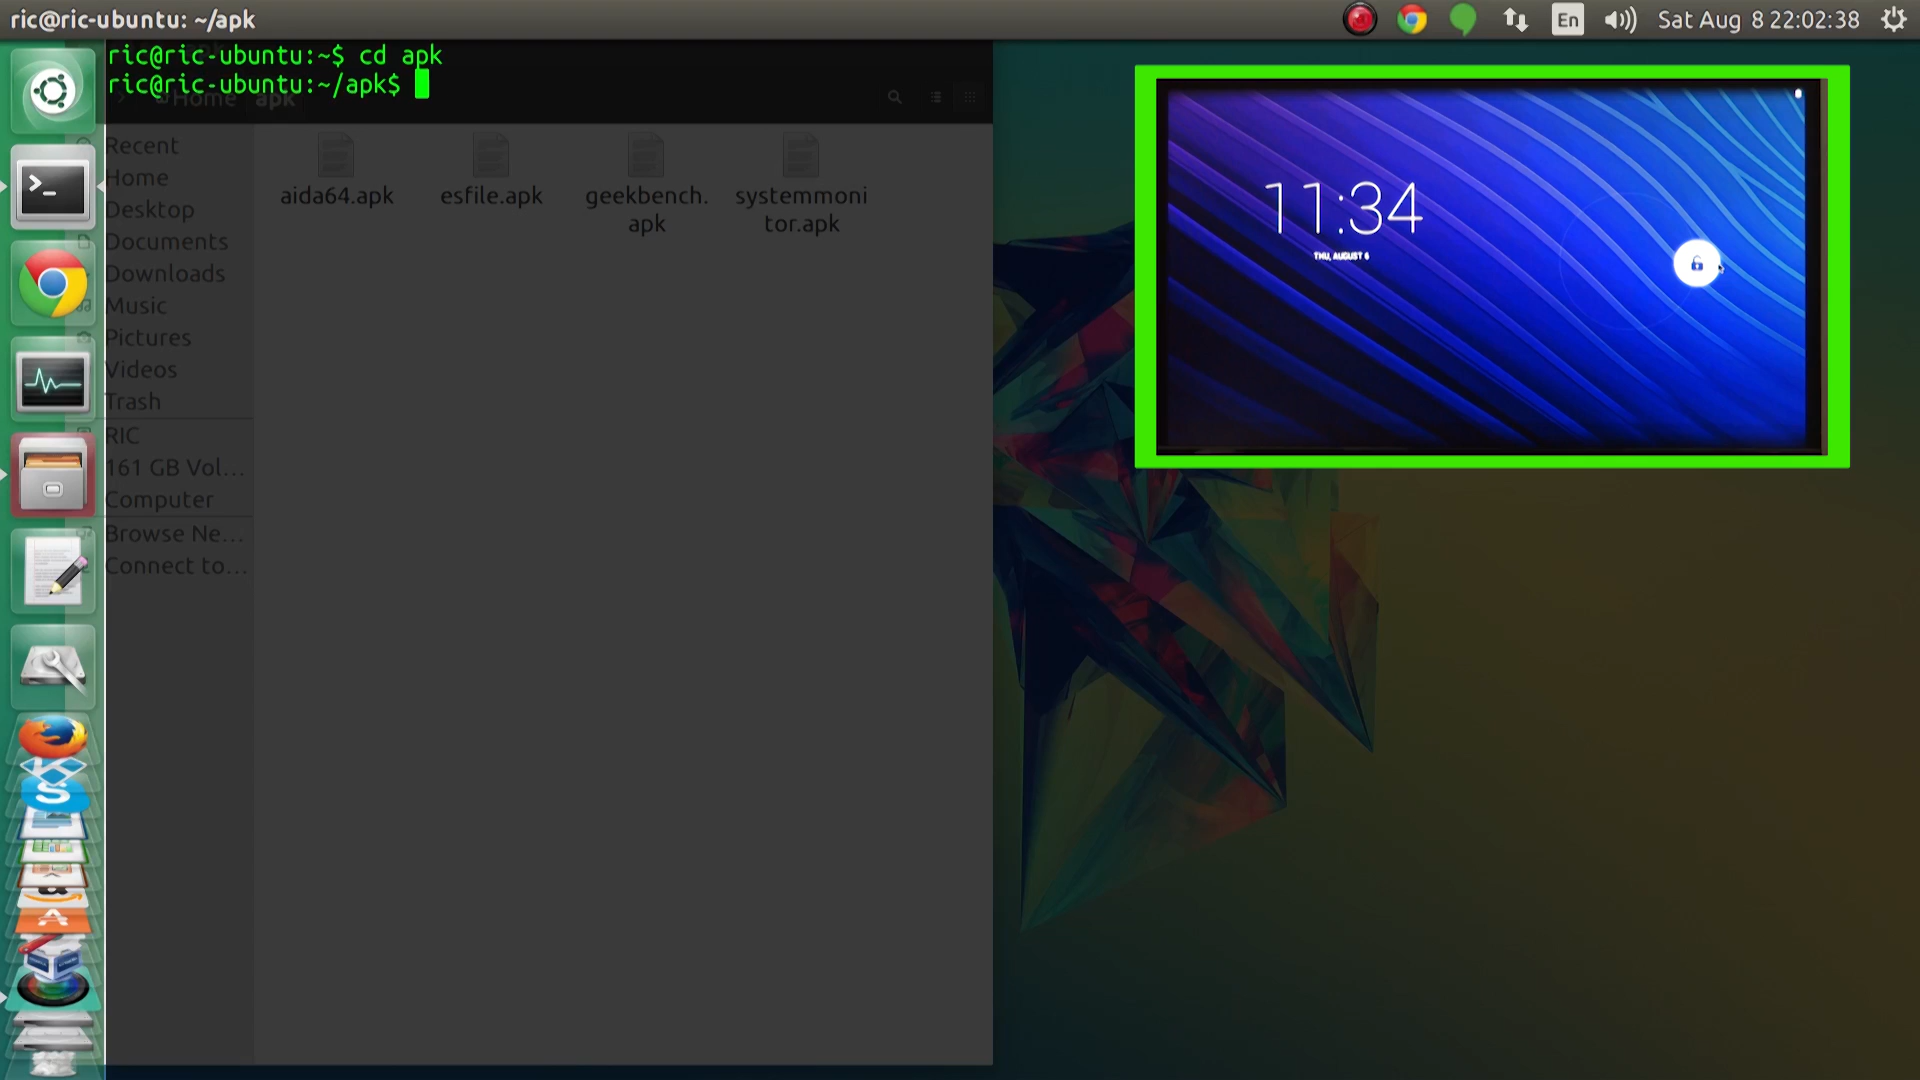 ric@ric-ubuntu: ~/apk
En
Sat Aug 8 22:02:38
ric@ric-ubuntu:~$ cd apk
ric@ric-ubuntu:~/apk$
Home apk
Recent
Home
Desktop
Documents
Downloads
Music
Pictures
Videos
Trash
RIC
161 GB Vol...
Computer
Browse Ne...
Connect to...
aida64.apk
esfile.apk
geekbench.
apk
systemmoni
tor.apk
11:34
THU, AUGUST 6